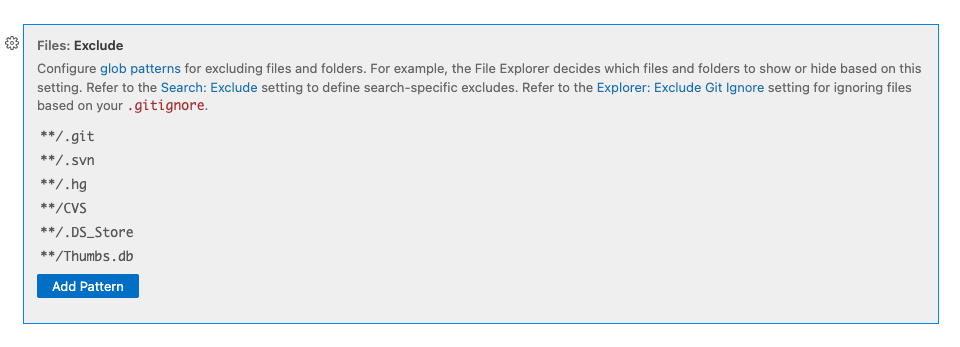 Files: Exclude
Configure glob patterns for excluding files and folders. For example, the File Explorer decides which files and folders to show or hide based on this
setting. Refer to the Search: Exclude setting to define search-specific excludes. Refer to the Explorer: Exclude Git Ignore setting for ignoring files
based on your .gitignore.
**/.git
**/.svn
**/.hg
**/CVS
**/.DS_Store
**/Thumbs.db
Add Pattern